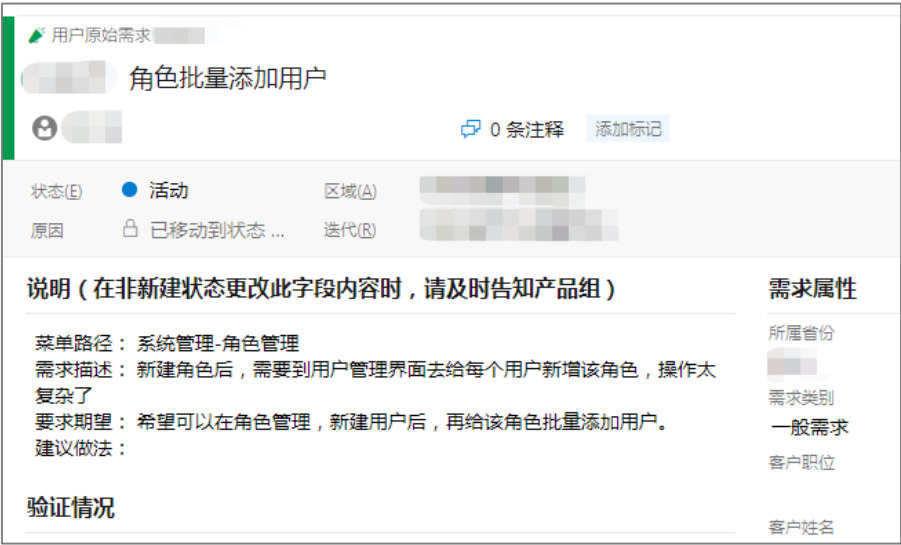 用户原始需求
角色批量添加用户
0 条注释 添加标记
状态(E) 活动 区域(A)
原因 已移动到状态 ... 迭代(R)
说明（在非新建状态更改此字段内容时，请及时告知产品组）
需求属性
所属省份
菜单路径： 系统管理-角色管理
需求描述： 新建角色后，需要到用户管理界面去给每个用户新增该角色，操作太
复杂了
要求期望： 希望可以在角色管理，新建用户后，再给该角色批量添加用户。
建议做法：
需求类别
一般需求
客户职位
验证情况
客户姓名